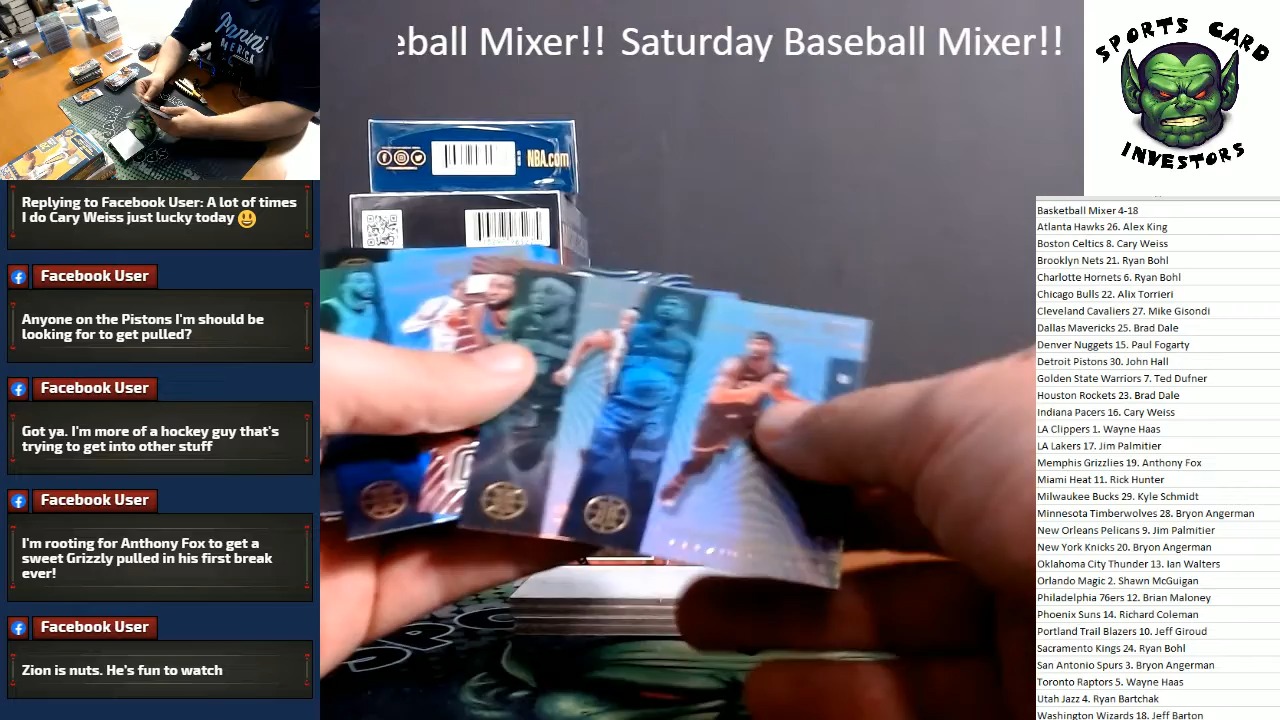 eball Mixer!! Saturday Baseball Mixer!!
SPORTS CARD
INVESTORS
Panini
AMERICA
NBA.com
Replying to Facebook User: A lot of times
I do Cary Weiss just lucky today 😃
Facebook User
Anyone on the Pistons I'm should be
looking for to get pulled?
Facebook User
Got ya. I'm more of a hockey guy that's
trying to get into other stuff
Facebook User
I'm rooting for Anthony Fox to get a
sweet Grizzly pulled in his first break
ever!
Facebook User
Zion is nuts. He's fun to watch
Basketball Mixer 4-18
Atlanta Hawks 26. Alex King
Boston Celtics 8. Cary Weiss
Brooklyn Nets 21. Ryan Bohl
Charlotte Hornets 6. Ryan Bohl
Chicago Bulls 22. Alix Torrieri
Cleveland Cavaliers 27. Mike Gisondi
Dallas Mavericks 25. Brad Dale
Denver Nuggets 15. Paul Fogarty
Detroit Pistons 30. John Hall
Golden State Warriors 7. Ted Dufner
Houston Rockets 23. Brad Dale
Indiana Pacers 16. Cary Weiss
LA Clippers 1. Wayne Haas
LA Lakers 17. Jim Palmitier
Memphis Grizzlies 19. Anthony Fox
Miami Heat 11. Rick Hunter
Milwaukee Bucks 29. Kyle Schmidt
Minnesota Timberwolves 28. Bryon Angerman
New Orleans Pelicans 9. Jim Palmitier
New York Knicks 20. Bryon Angerman
Oklahoma City Thunder 13. Ian Walters
Orlando Magic 2. Shawn McGuigan
Philadelphia 76ers 12. Brian Maloney
Phoenix Suns 14. Richard Coleman
Portland Trail Blazers 10. Jeff Giroud
Sacramento Kings 24. Ryan Bohl
San Antonio Spurs 3. Bryon Angerman
Toronto Raptors 5. Wayne Haas
Utah Jazz 4. Ryan Bartchak
Washington Wizards 18. Jeff Barton